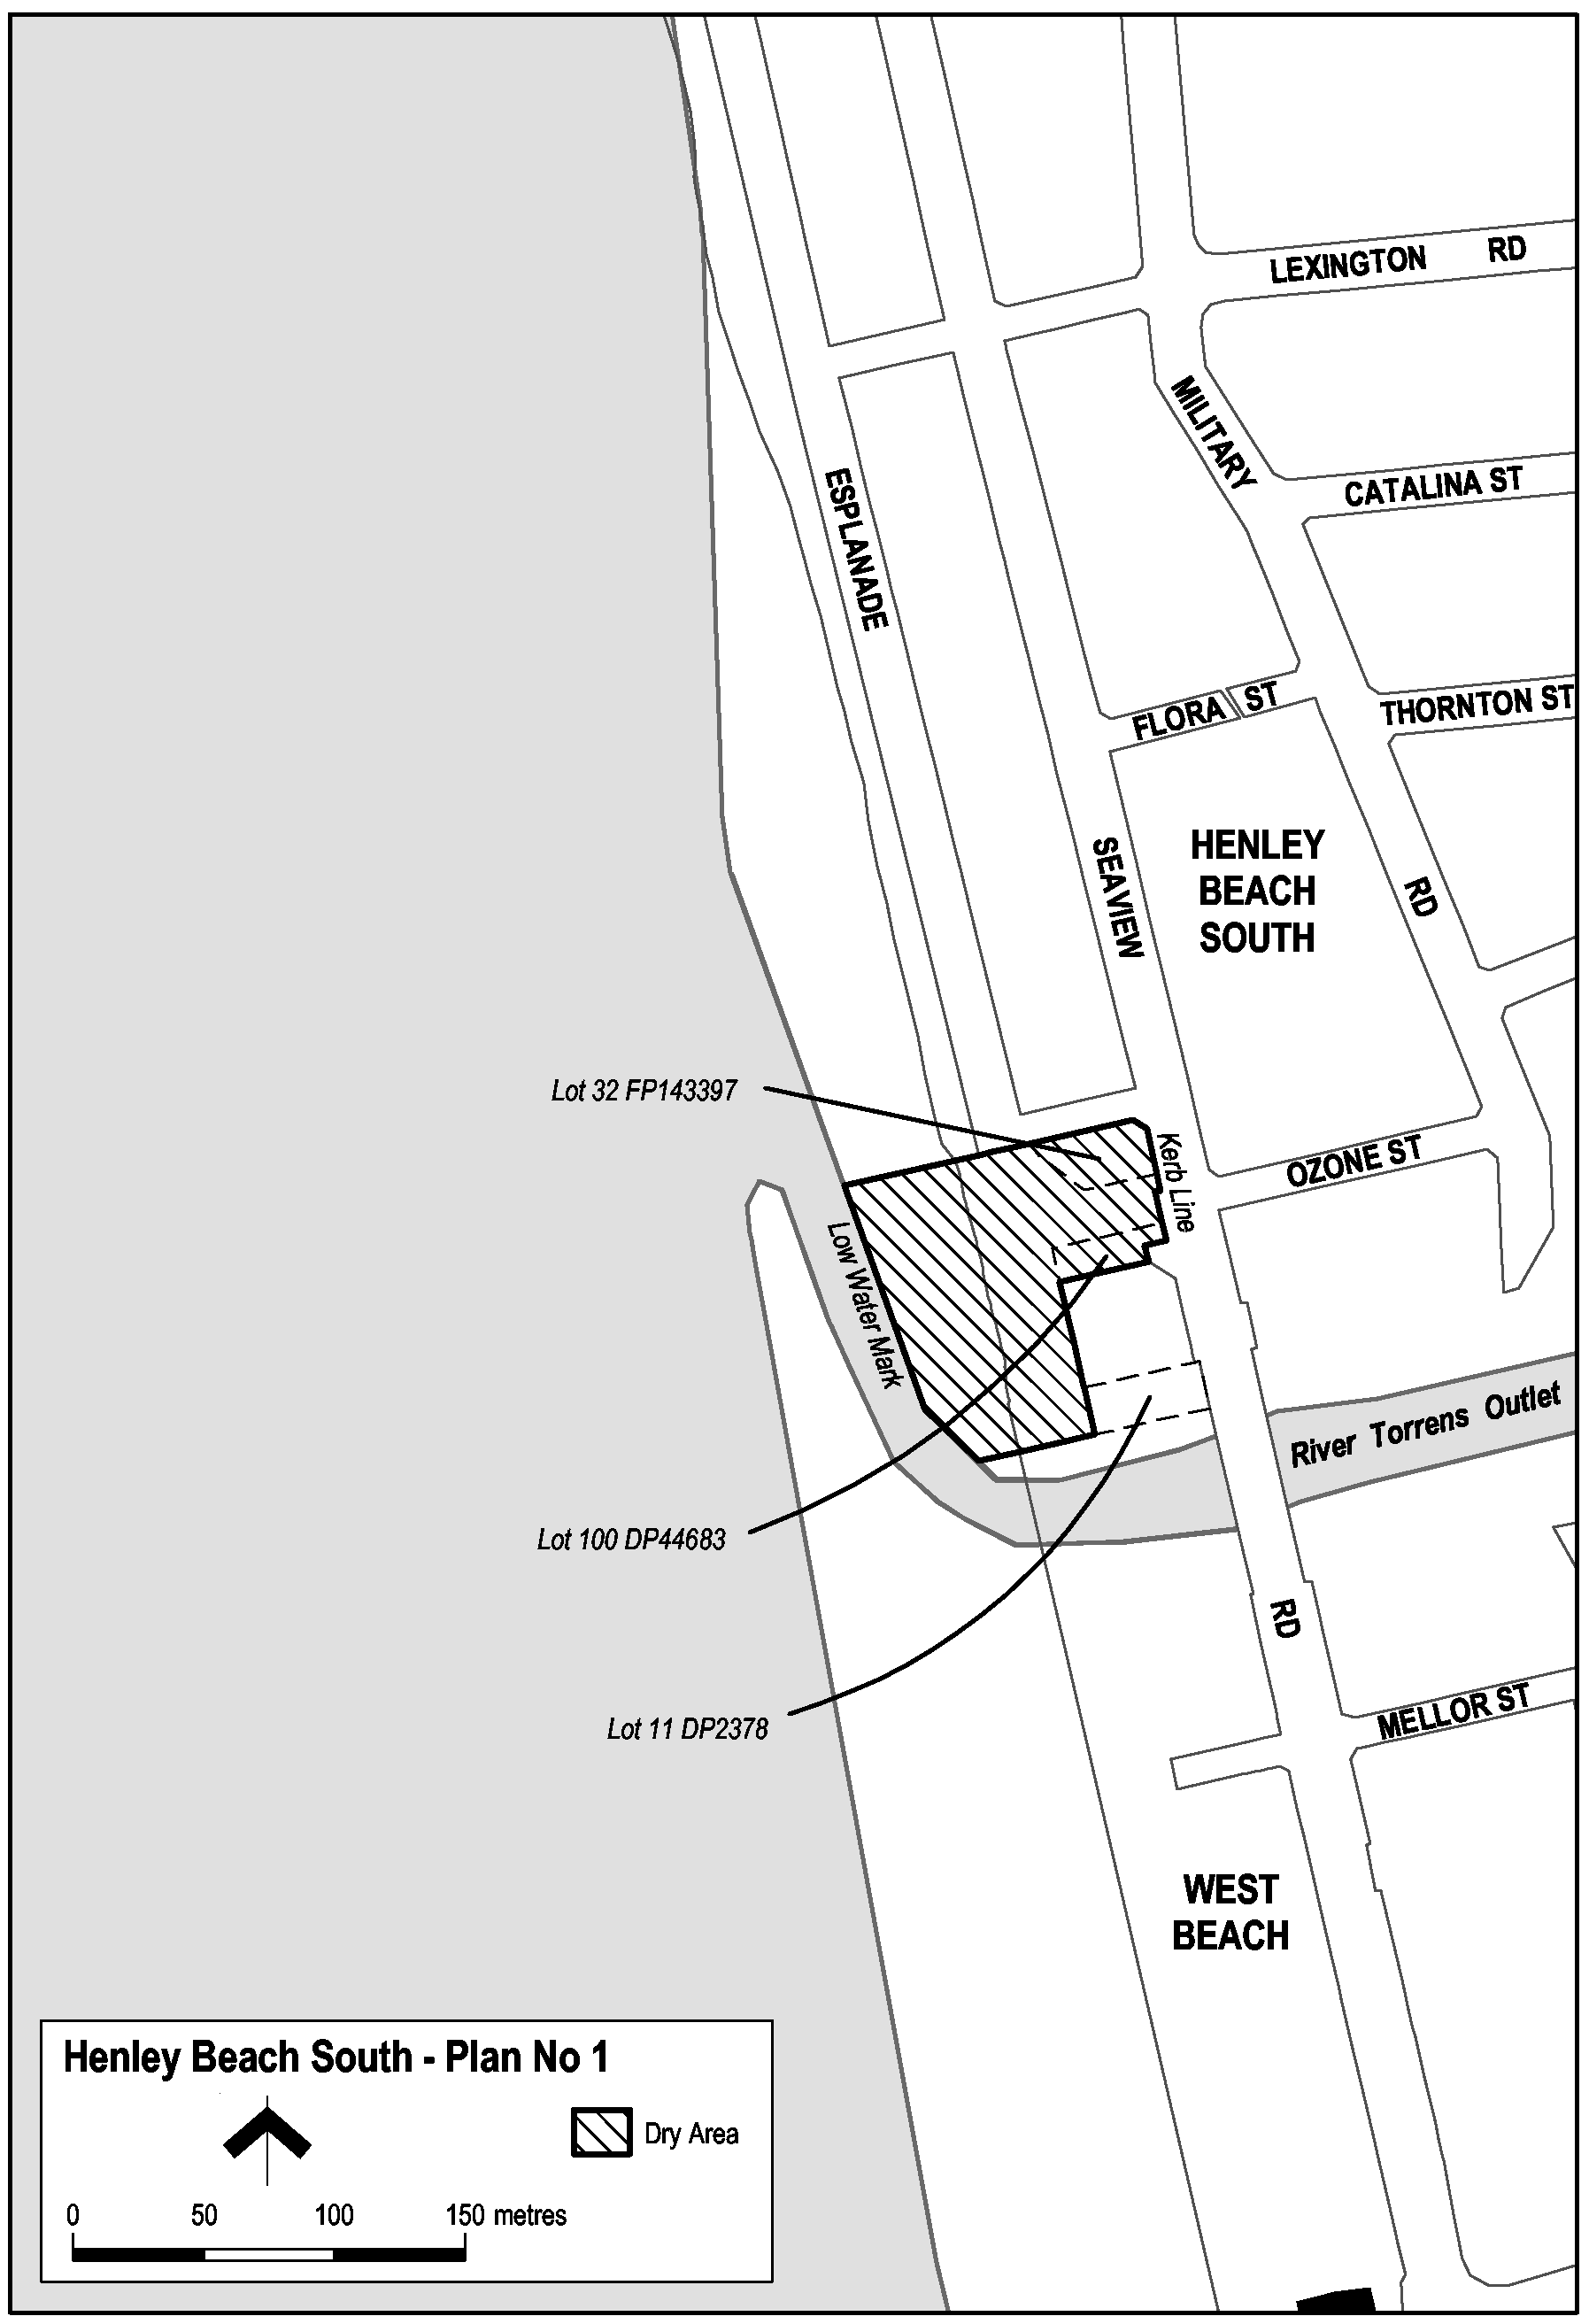 LEXINGTON RD
MILITARY
CATALINA ST
ESPLANADE
FLORA ST
THORNTON ST
SEAVIEW
HENLEY
BEACH
SOUTH
RD
Lot 32 FP143397
Kerb Line
OZONE ST
Low Water Mark
River Torrens Outlet
Lot 100 DP44683
RD
Lot 11 DP2378
MELLOR ST
WEST
BEACH
Henley Beach South - Plan No 1
Dry Area
0 50 100 150 metres